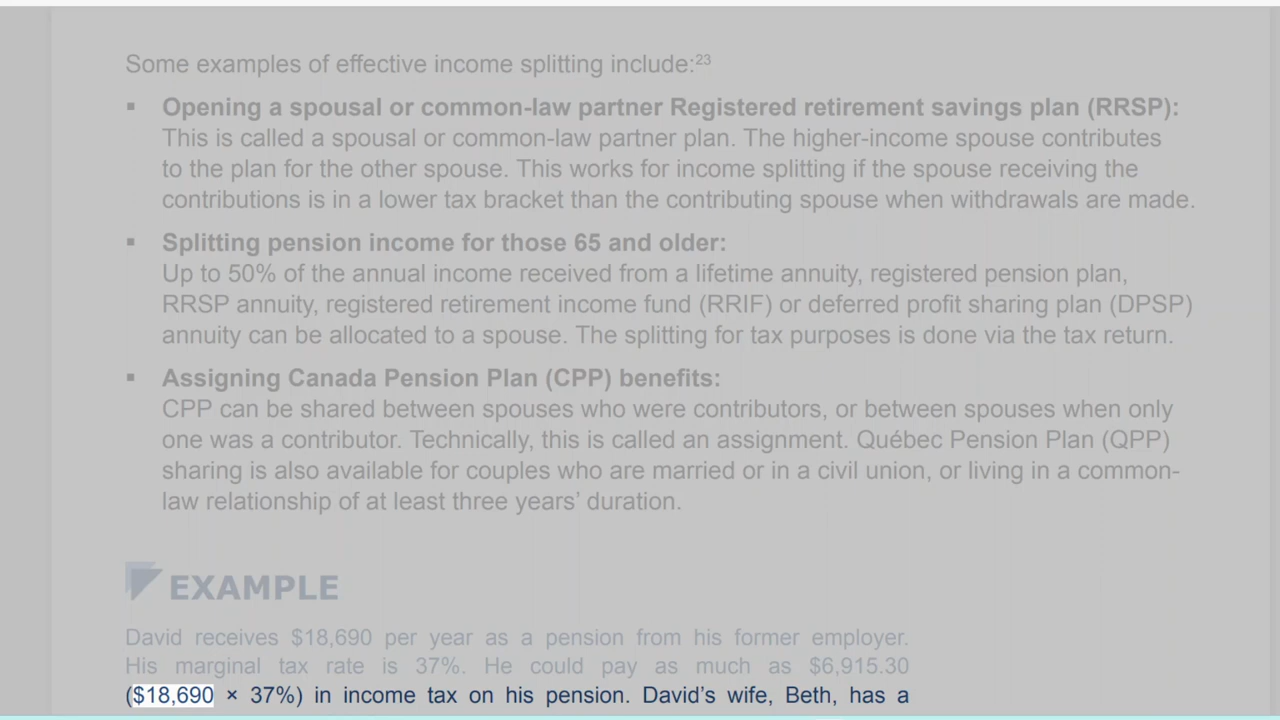 Some examples of effective income splitting include:23
▪ Opening a spousal or common-law partner Registered retirement savings plan (RRSP):
This is called a spousal or common-law partner plan. The higher-income spouse contributes
to the plan for the other spouse. This works for income splitting if the spouse receiving the
contributions is in a lower tax bracket than the contributing spouse when withdrawals are made.
▪ Splitting pension income for those 65 and older:
Up to 50% of the annual income received from a lifetime annuity, registered pension plan,
RRSP annuity, registered retirement income fund (RRIF) or deferred profit sharing plan (DPSP)
annuity can be allocated to a spouse. The splitting for tax purposes is done via the tax return.
▪ Assigning Canada Pension Plan (CPP) benefits:
CPP can be shared between spouses who were contributors, or between spouses when only
one was a contributor. Technically, this is called an assignment. Québec Pension Plan (QPP)
sharing is also available for couples who are married or in a civil union, or living in a common-
law relationship of at least three years’ duration.
EXAMPLE
David receives $18,690 per year as a pension from his former employer.
His marginal tax rate is 37%. He could pay as much as $6,915.30
($18,690 × 37%) in income tax on his pension. David’s wife, Beth, has a